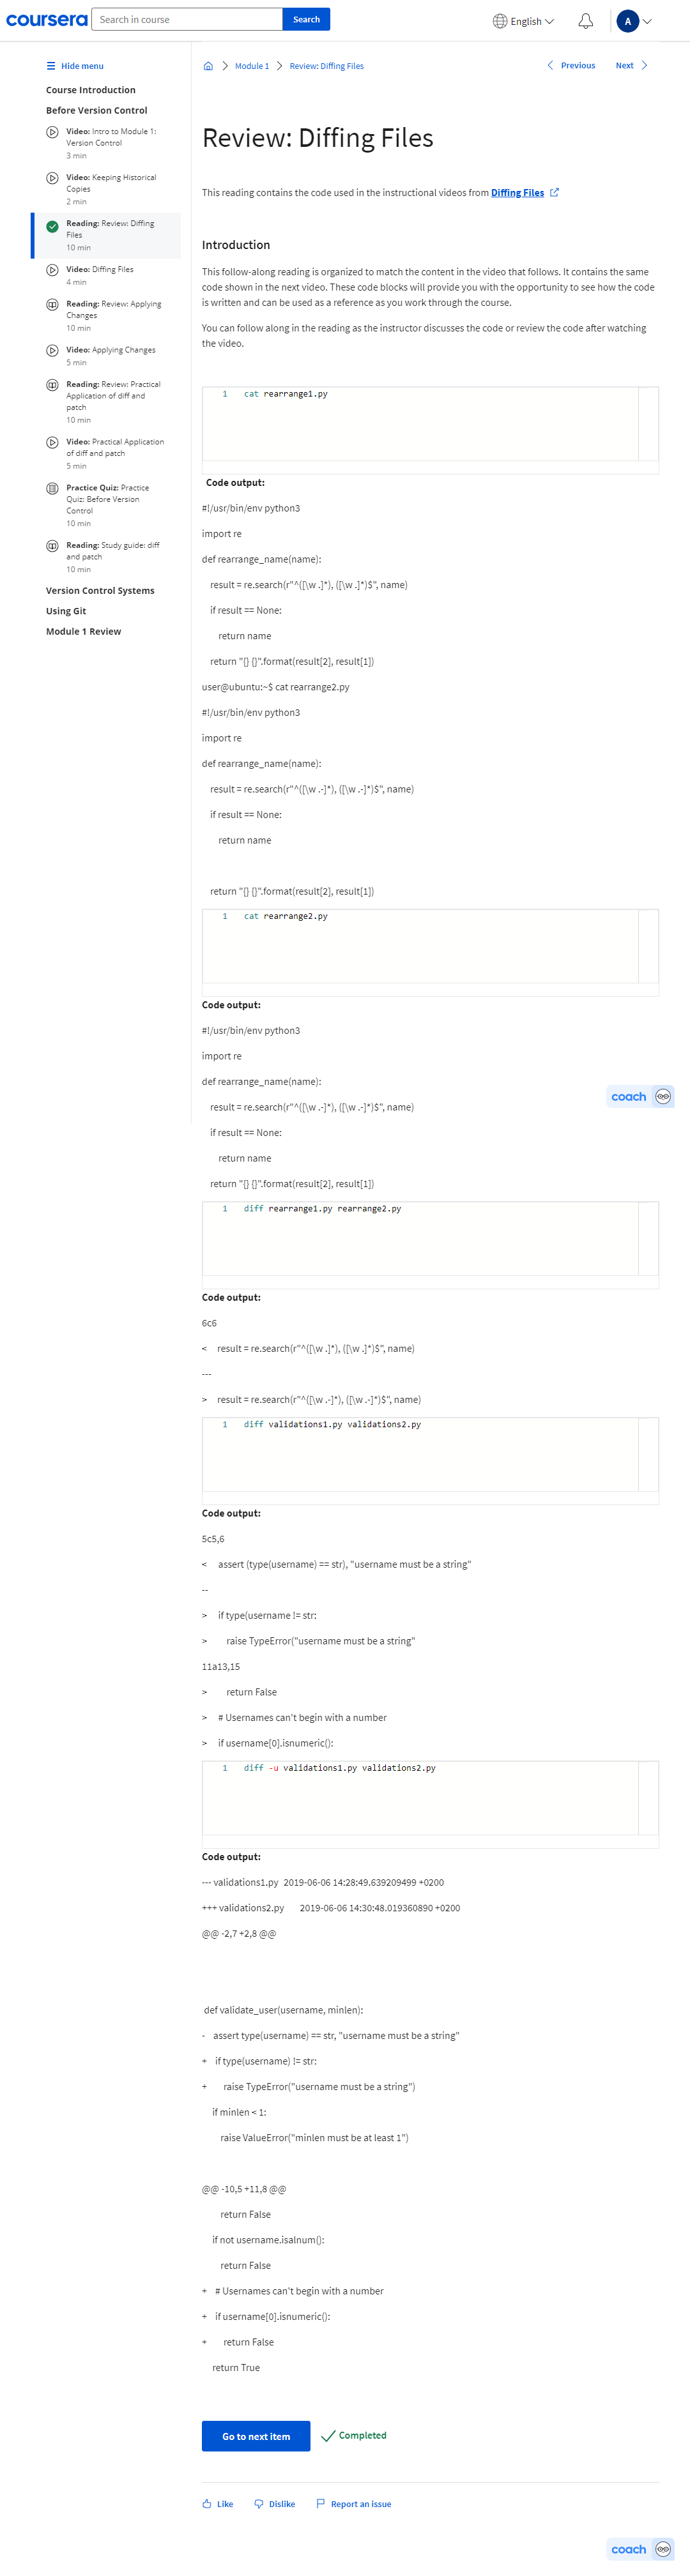 coursera
Search in course
Search
English
A
Hide menu
Course Introduction
Before Version Control
Video: Intro to Module 1:
Version Control
3 min
Video: Keeping Historical
Copies
2 min
Reading: Review: Diffing
Files
10 min
Video: Diffing Files
4 min
Reading: Review: Applying
Changes
10 min
Video: Applying Changes
5 min
Reading: Review: Practical
Application of diff and
patch
10 min
Video: Practical Application
of diff and patch
5 min
Practice Quiz: Practice
Quiz: Before Version
Control
10 min
Reading: Study guide: diff
and patch
10 min
Version Control Systems
Using Git
Module 1 Review
Module 1
Review: Diffing Files
Previous
Next
Review: Diffing Files
This reading contains the code used in the instructional videos from Diffing Files
Introduction
This follow-along reading is organized to match the content in the video that follows. It contains the same
code shown in the next video. These code blocks will provide you with the opportunity to see how the code
is written and can be used as a reference as you work through the course.
You can follow along in the reading as the instructor discusses the code or review the code after watching
the video.
1 cat rearrange1.py
Code output:
#!/usr/bin/env python3
import re
def rearrange_name(name):
result = re.search(r"^([\w .]*), ([\w .]*)$", name)
if result == None:
return name
return "{} {}".format(result[2], result[1])
user@ubuntu:~$ cat rearrange2.py
#!/usr/bin/env python3
import re
def rearrange_name(name):
result = re.search(r"^([\w .-]*), ([\w .-]*)$", name)
if result == None:
return name
return "{} {}".format(result[2], result[1])
1 cat rearrange2.py
Code output:
#!/usr/bin/env python3
import re
def rearrange_name(name):
result = re.search(r"^([\w .-]*), ([\w .-]*)$", name)
if result == None:
return name
return "{} {}".format(result[2], result[1])
coach
1 diff rearrange1.py rearrange2.py
Code output:
6c6
< result = re.search(r"^([\w .]*), ([\w .]*)$", name)
---
> result = re.search(r"^([\w .-]*), ([\w .-]*)$", name)
1 diff validations1.py validations2.py
Code output:
5c5,6
< assert (type(username) == str), "username must be a string"
--
> if type(username != str:
> raise TypeError("username must be a string"
11a13,15
> return False
> # Usernames can't begin with a number
> if username[0].isnumeric():
1 diff -u validations1.py validations2.py
Code output:
--- validations1.py 2019-06-06 14:28:49.639209499 +0200
+++ validations2.py 2019-06-06 14:30:48.019360890 +0200
@@ -2,7 +2,8 @@
def validate_user(username, minlen):
- assert type(username) == str, "username must be a string"
+ if type(username) != str:
+ raise TypeError("username must be a string")
if minlen < 1:
raise ValueError("minlen must be at least 1")
@@ -10,5 +11,8 @@
return False
if not username.isalnum():
return False
+ # Usernames can't begin with a number
+ if username[0].isnumeric():
+ return False
return True
Go to next item
Completed
Like
Dislike
Report an issue
coach